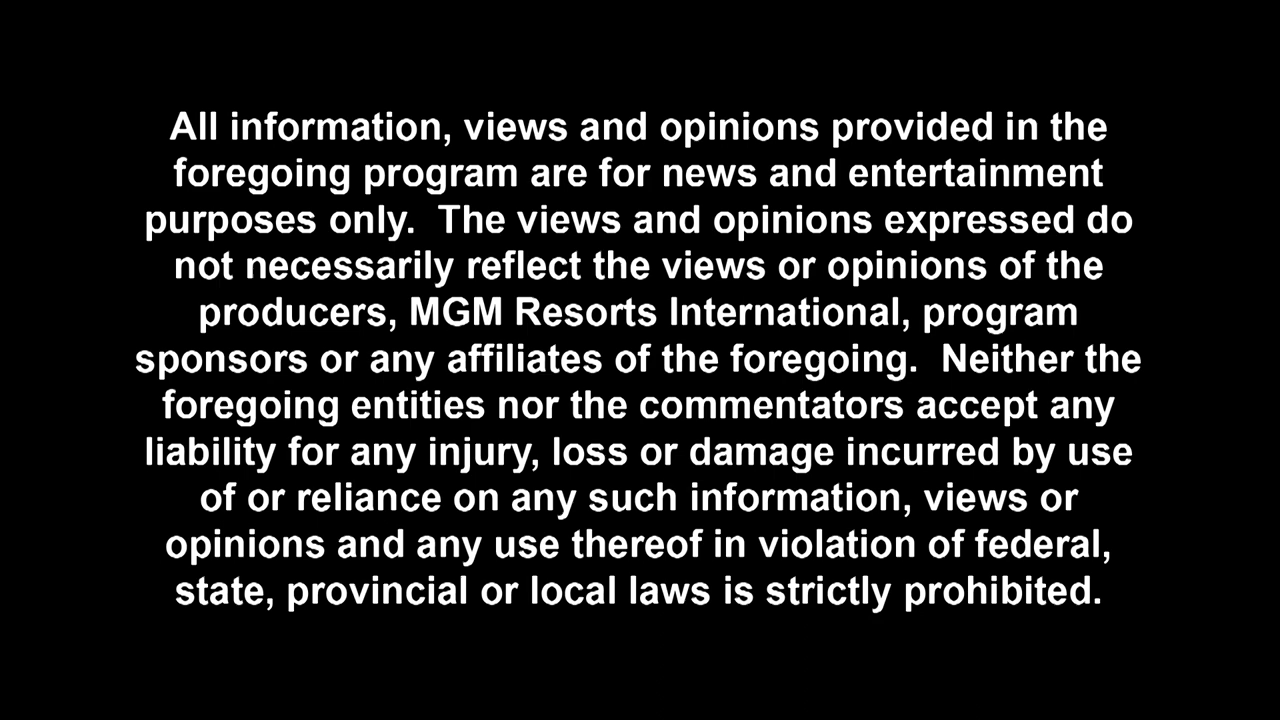 All information, views and opinions provided in the
foregoing program are for news and entertainment
purposes only.  The views and opinions expressed do
not necessarily reflect the views or opinions of the
producers, MGM Resorts International, program
sponsors or any affiliates of the foregoing.  Neither the
foregoing entities nor the commentators accept any
liability for any injury, loss or damage incurred by use
of or reliance on any such information, views or
opinions and any use thereof in violation of federal,
state, provincial or local laws is strictly prohibited.